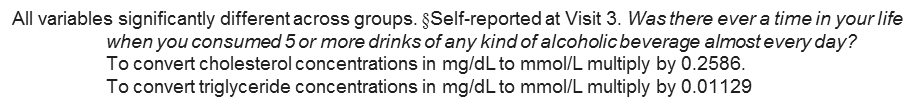 All variables significantly different across groups. §Self-reported at Visit 3. Was there ever a time in your life
when you consumed 5 or more drinks of any kind of alcoholic beverage almost every day?
To convert cholesterol concentrations in mg/dL to mmol/L multiply by 0.2586.
To convert triglyceride concentrations in mg/dL to mmol/L multiply by 0.01129